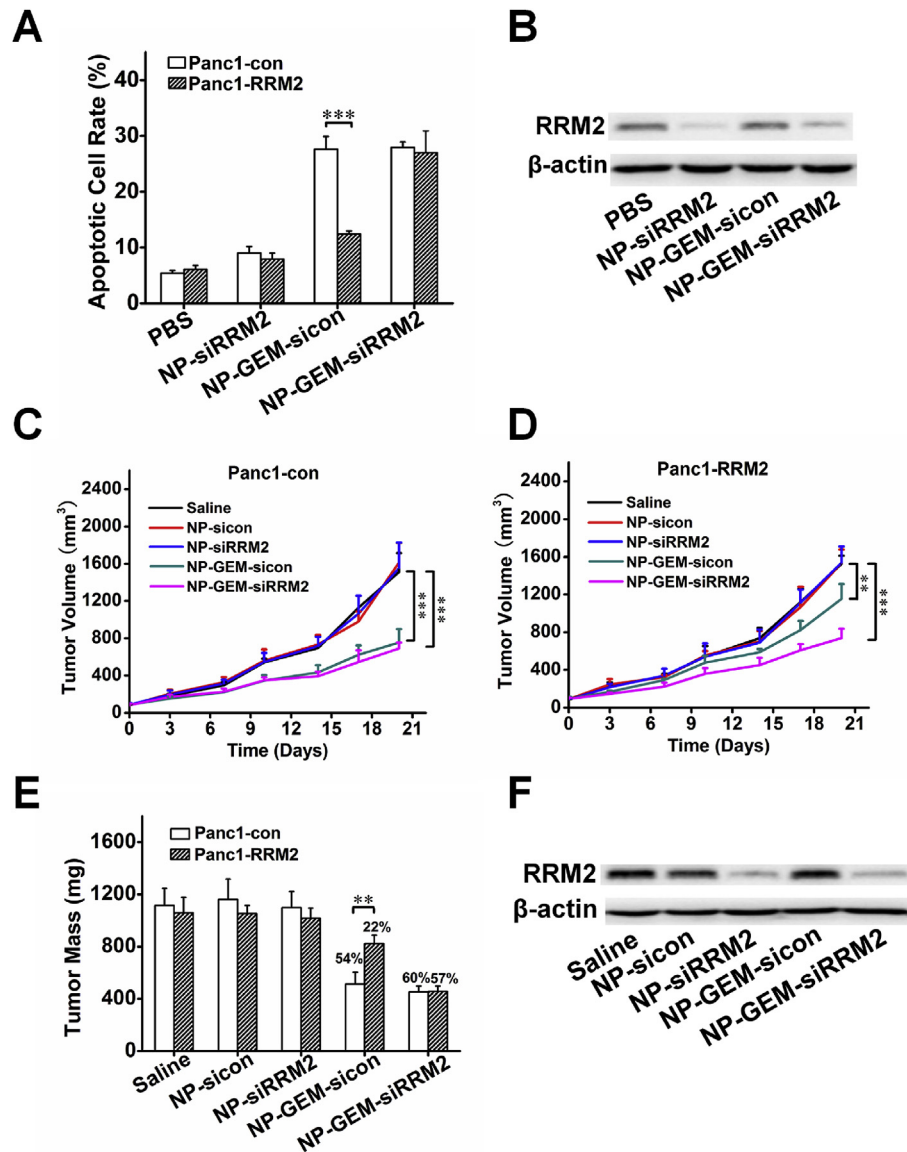 A
Panc1-con
Panc1-RRM2
Apoptotic Cell Rate (%)
40
30
20
10
0
***
PBS
NP-siRRM2
NP-GEM-sicon
NP-GEM-siRRM2
B
RRM2
β-actin
PBS
NP-siRRM2
NP-GEM-sicon
NP-GEM-siRRM2
C
Panc1-con
Tumor Volume (mm³)
2400
2000
1600
1200
800
400
0
Saline
NP-sicon
NP-siRRM2
NP-GEM-sicon
NP-GEM-siRRM2
***
***
0 3 6 9 12 15 18 21
Time (Days)
D
Panc1-RRM2
Tumor Volume (mm³)
2400
2000
1600
1200
800
400
0
Saline
NP-sicon
NP-siRRM2
NP-GEM-sicon
NP-GEM-siRRM2
**
***
0 3 6 9 12 15 18 21
Time (Days)
E
Panc1-con
Panc1-RRM2
Tumor Mass (mg)
1600
1200
800
400
0
**
54%
22%
60%
57%
Saline
NP-sicon
NP-siRRM2
NP-GEM-sicon
NP-GEM-siRRM2
F
RRM2
β-actin
Saline
NP-sicon
NP-siRRM2
NP-GEM-sicon
NP-GEM-siRRM2